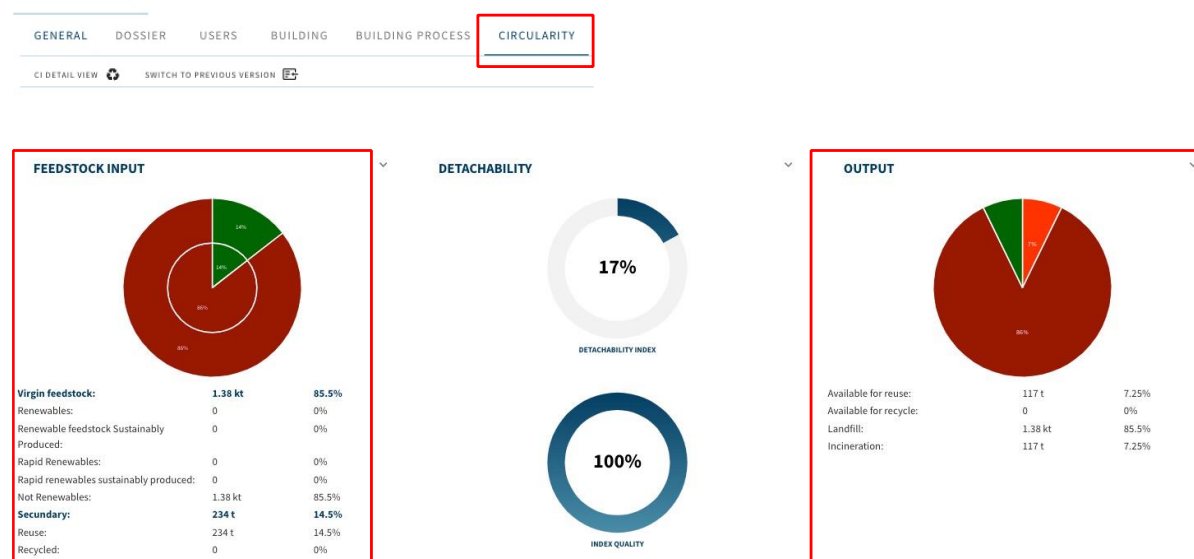 GENERAL DOSSIER USERS BUILDING BUILDING PROCESS CIRCULARITY
CI DETAIL VIEW SWITCH TO PREVIOUS VERSION
FEEDSTOCK INPUT
14%
14%
86%
86%
Virgin feedstock: 1.38 kt 85.5%
Renewables: 0 0%
Renewable feedstock Sustainably
Produced: 0 0%
Rapid Renewables: 0 0%
Rapid renewables sustainably produced: 0 0%
Not Renewables: 1.38 kt 85.5%
Secundary: 234 t 14.5%
Reuse: 234 t 14.5%
Recycled: 0 0%
DETACHABILITY
17%
DETACHABILITY INDEX
100%
INDEX QUALITY
OUTPUT
7%
86%
Available for reuse: 117 t 7.25%
Available for recycle: 0 0%
Landfill: 1.38 kt 85.5%
Incineration: 117 t 7.25%